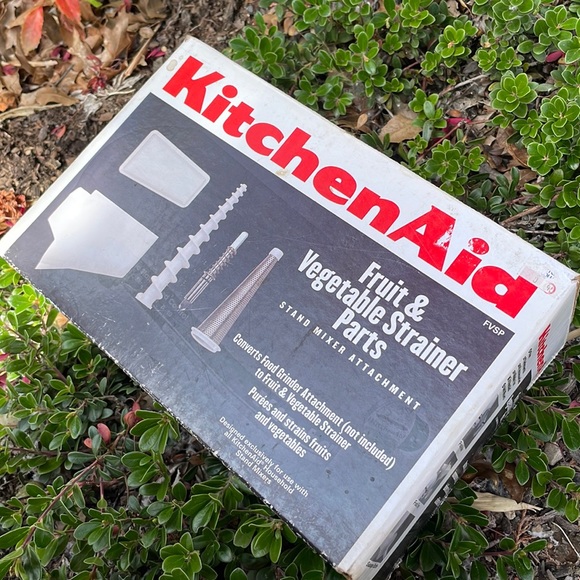 KitchenAid®
FVSP
Fruit &
Vegetable Strainer
Parts
STAND MIXER ATTACHMENT
Converts Food Grinder Attachment (not included)
to Fruit & Vegetable Strainer
Purées and strains fruits
and vegetables
Designed exclusively for use with
all KitchenAid® Household
Stand Mixers
KitchenAid